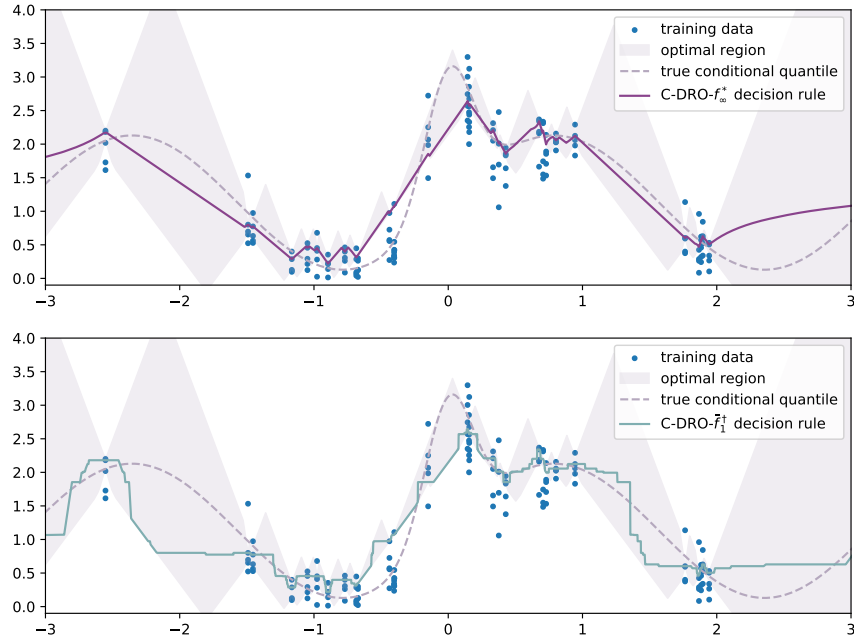 4.0
3.5
3.0
2.5
2.0
1.5
1.0
0.5
0.0
training data
optimal region
true conditional quantile
C-DRO-f*∞ decision rule
−3 −2 −1 0 1 2 3
4.0
3.5
3.0
2.5
2.0
1.5
1.0
0.5
0.0
training data
optimal region
true conditional quantile
C-DRO-f̄†1 decision rule
−3 −2 −1 0 1 2 3